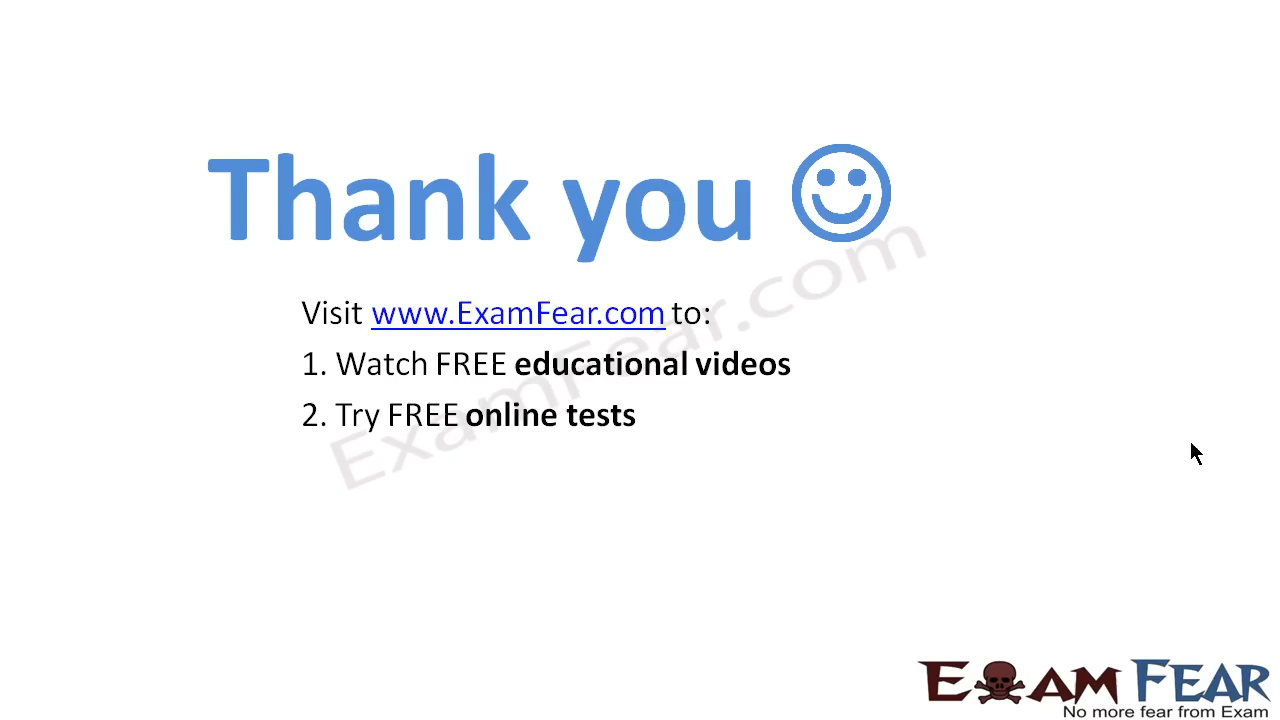 Thank you ☺
Visit www.ExamFear.com to:
1. Watch FREE educational videos
2. Try FREE online tests
ExamFear.com
EXAM FEAR
No more fear from Exam